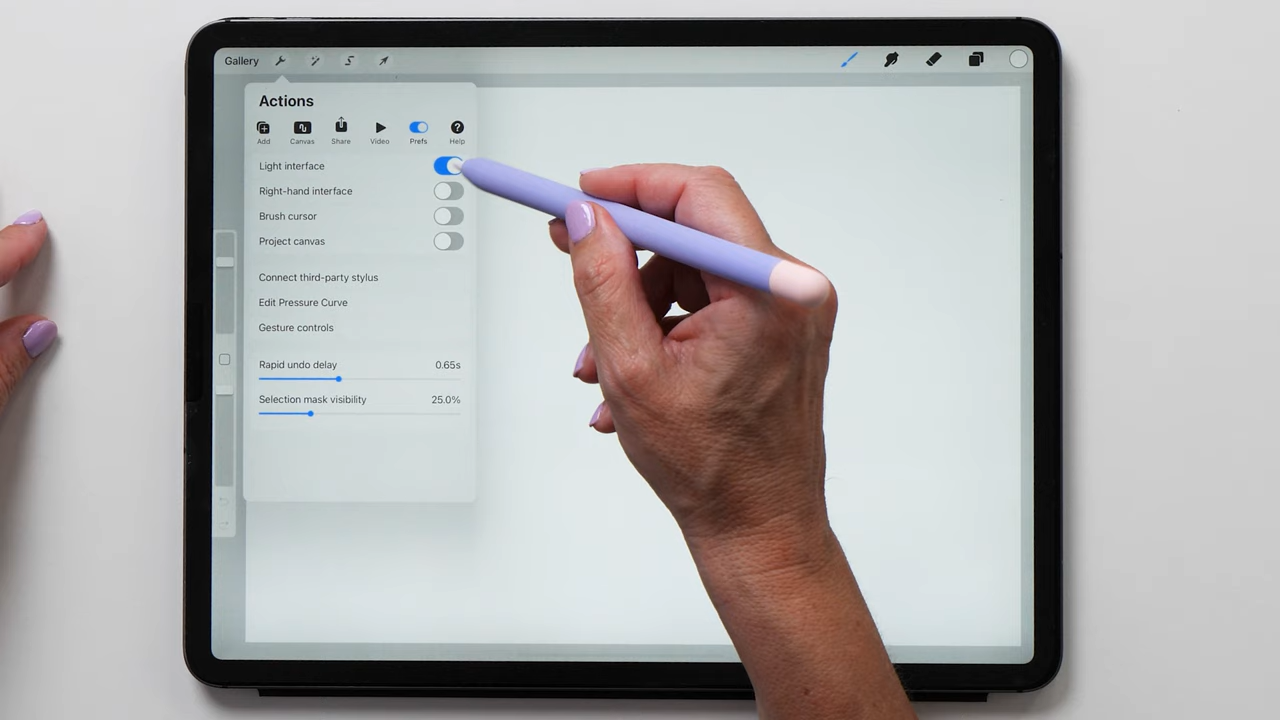 Gallery
Actions
Add Canvas Share Video Prefs Help
Light interface
Right-hand interface
Brush cursor
Project canvas
Connect third-party stylus
Edit Pressure Curve
Gesture controls
Rapid undo delay 0.65s
Selection mask visibility 25.0%